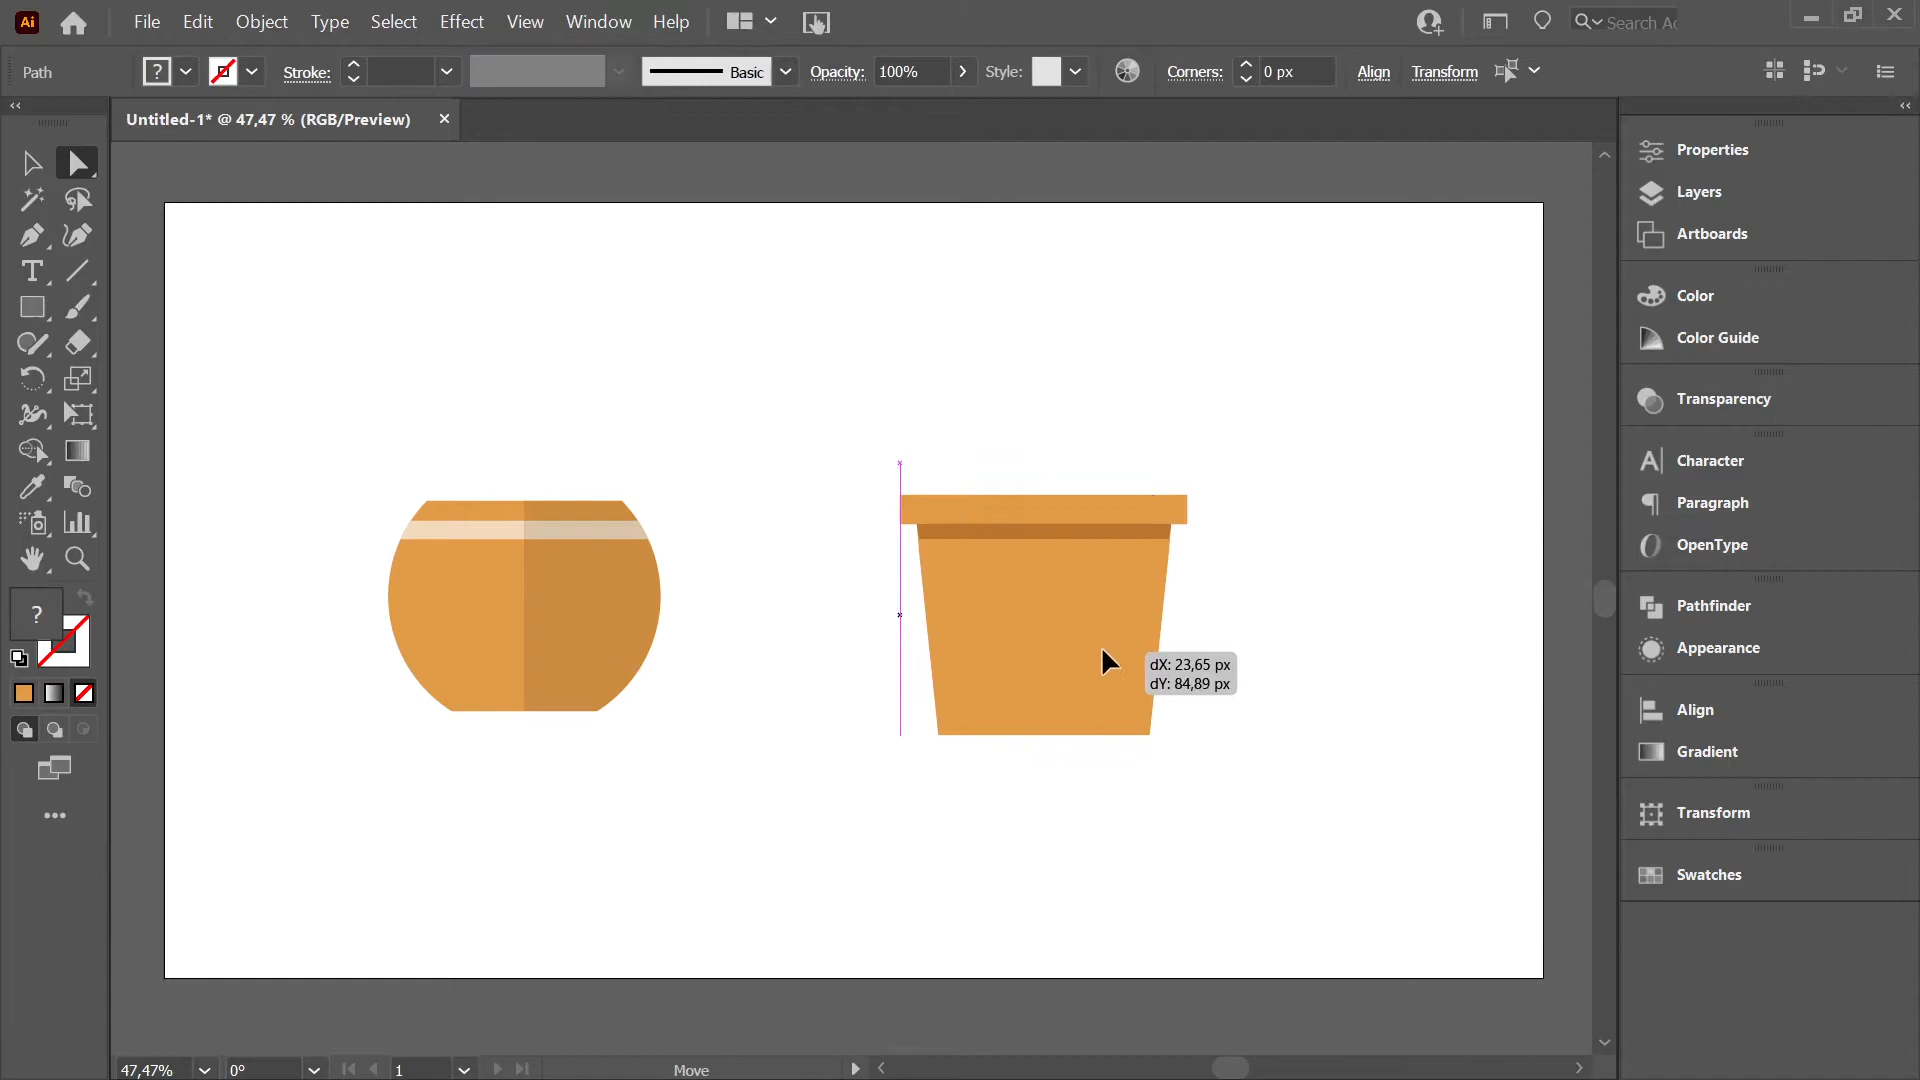 Ai File Edit Object Type Select Effect View Window Help
Path ? Stroke: Basic Opacity: 100% Style: Corners: 0 px Align Transform
Untitled-1* @ 47,47 % (RGB/Preview) ×
Properties
Layers
Artboards
Color
Color Guide
Transparency
Character
Paragraph
OpenType
Pathfinder
Appearance
Align
Gradient
Transform
Swatches
?
dX: 23,65 px
dY: 84,89 px
47,47% 0° 1 Move